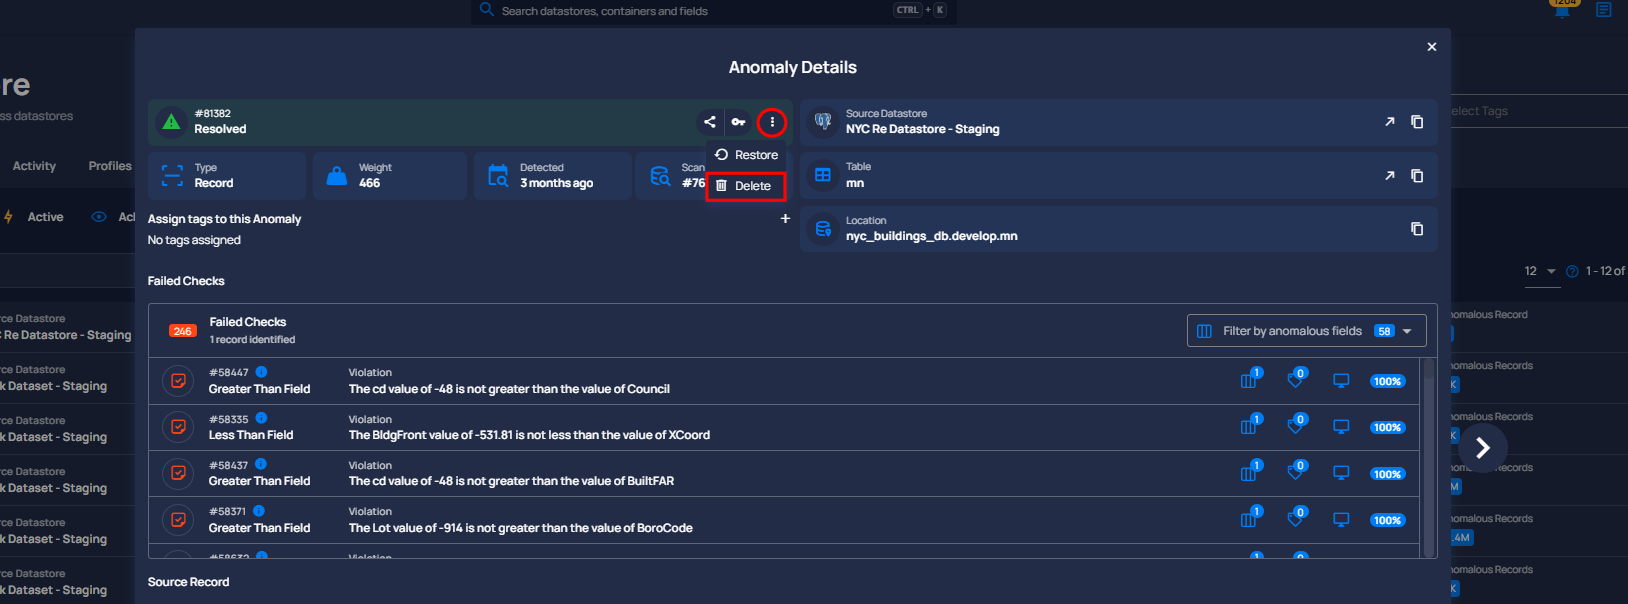 Search datastores, containers and fields
CTRL + K
1264
re
ss datastores
Activity
Profiles
Active
Acl
elect Tags
12
1 - 12 of
Anomaly Details
#81382
Resolved
Restore
Delete
Type
Record
Weight
466
Detected
3 months ago
Scan
#76
Source Datastore
NYC Re Datastore - Staging
Table
mn
Location
nyc_buildings_db.develop.mn
Assign tags to this Anomaly
No tags assigned
Failed Checks
246
Failed Checks
1 record identified
Filter by anomalous fields
58
#58447
Greater Than Field
Violation
The cd value of -48 is not greater than the value of Council
1
0
100%
#58335
Less Than Field
Violation
The BldgFront value of -531.81 is not less than the value of XCoord
1
0
100%
#58437
Greater Than Field
Violation
The cd value of -48 is not greater than the value of BuiltFAR
1
0
100%
#58371
Greater Than Field
Violation
The Lot value of -914 is not greater than the value of BoroCode
1
0
100%
#58632
Violation
1
0
Source Record
rce Datastore
C Re Datastore - Staging
rce Datastore
k Dataset - Staging
rce Datastore
k Dataset - Staging
rce Datastore
k Dataset - Staging
rce Datastore
k Dataset - Staging
rce Datastore
k Dataset - Staging
nomalous Record
nomalous Records
K
nomalous Records
K
nom
ecords
M
nomalous Records
.4M
nomalous Records
K